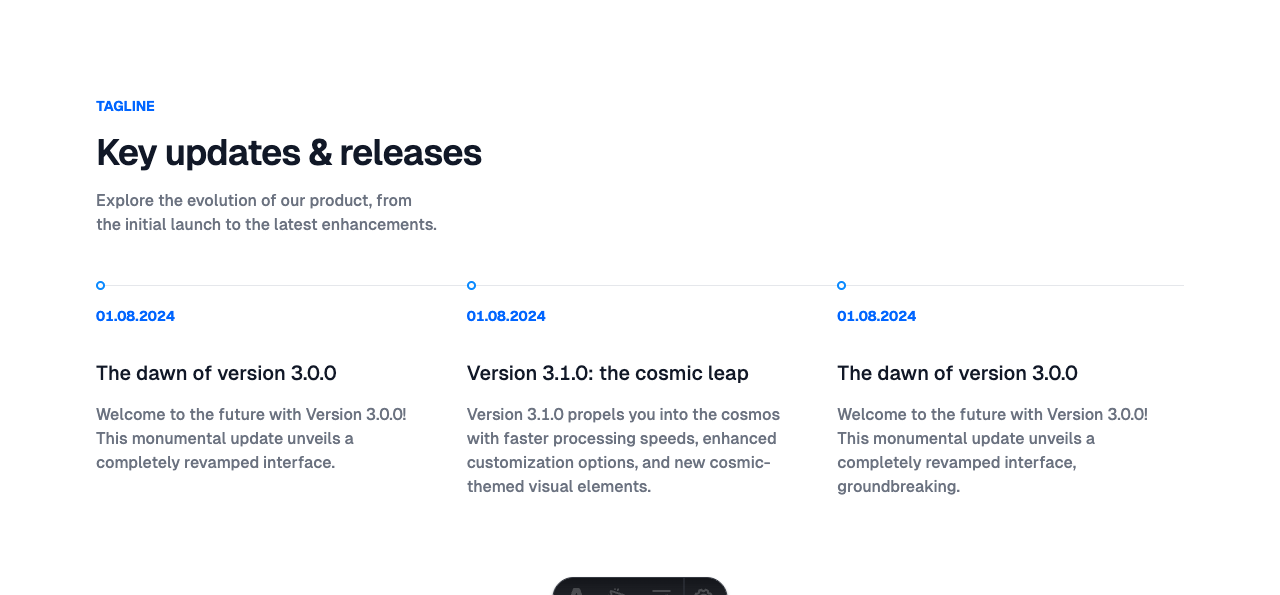 TAGLINE
Key updates & releases
Explore the evolution of our product, from
the initial launch to the latest enhancements.
01.08.2024
The dawn of version 3.0.0
Welcome to the future with Version 3.0.0!
This monumental update unveils a
completely revamped interface.
01.08.2024
Version 3.1.0: the cosmic leap
Version 3.1.0 propels you into the cosmos
with faster processing speeds, enhanced
customization options, and new cosmic-
themed visual elements.
01.08.2024
The dawn of version 3.0.0
Welcome to the future with Version 3.0.0!
This monumental update unveils a
completely revamped interface,
groundbreaking.